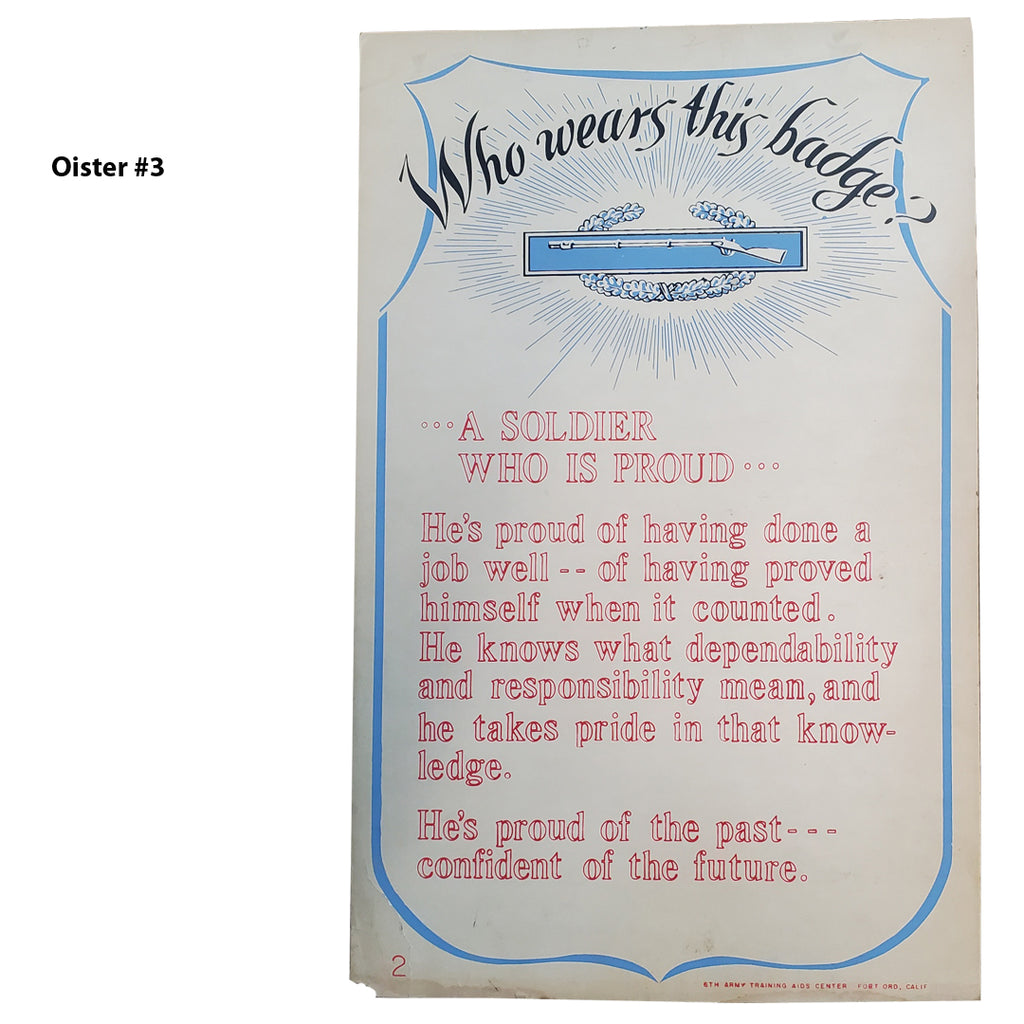 Oister #3
Who wears this badge?
°°°A SOLDIER
WHO IS PROUD°°°
He's proud of having done a
job well -- of having proved
himself when it counted.
He knows what dependability
and responsibility mean, and
he takes pride in that know-
ledge.
He's proud of the past---
confident of the future.
2
6TH ARMY TRAINING AIDS CENTER FORT ORD, CALIF